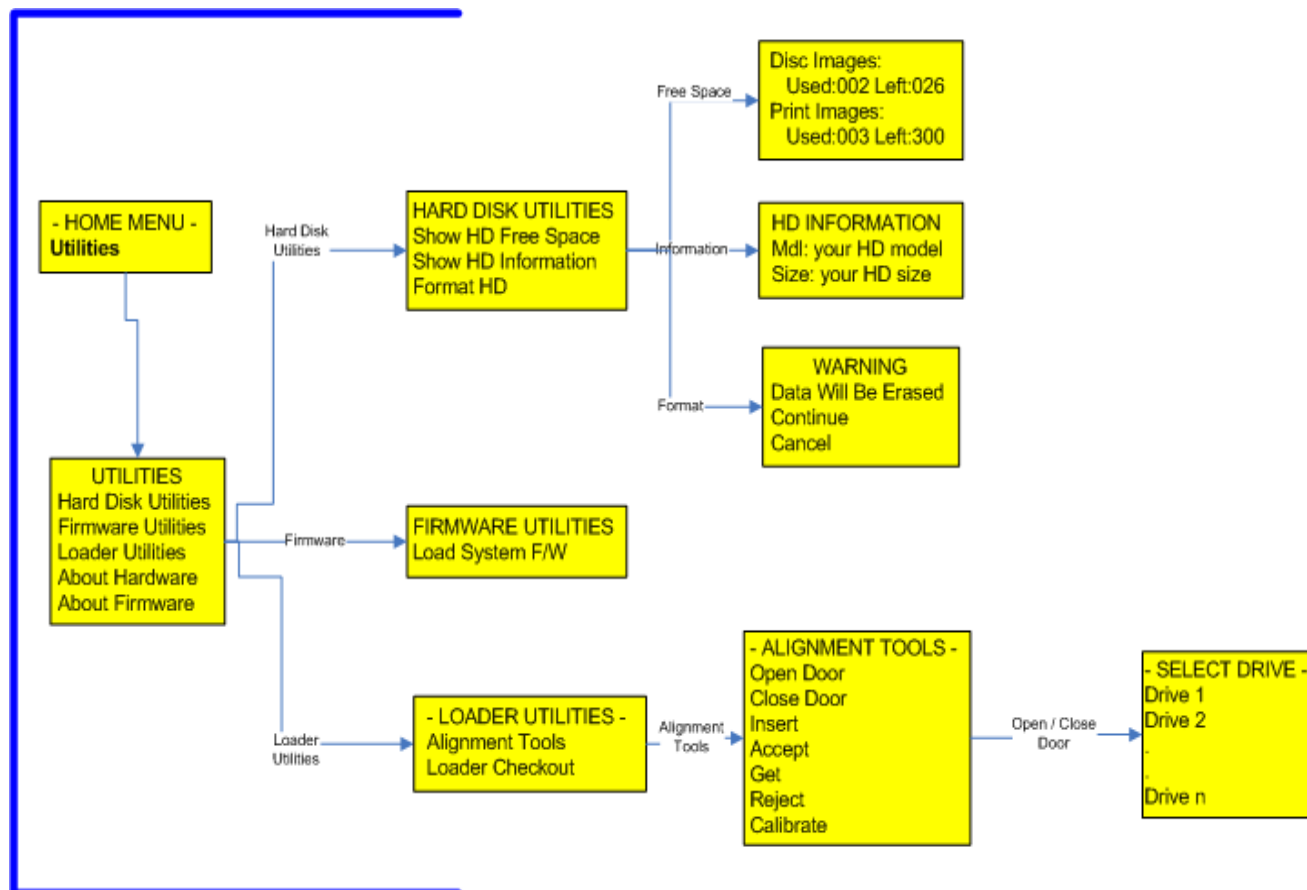 - HOME MENU -
Utilities
UTILITIES
Hard Disk Utilities
Firmware Utilities
Loader Utilities
About Hardware
About Firmware
Hard Disk
Utilities
HARD DISK UTILITIES
Show HD Free Space
Show HD Information
Format HD
Free Space
Disc Images:
Used:002 Left:026
Print Images:
Used:003 Left:300
Information
HD INFORMATION
Mdl: your HD model
Size: your HD size
Format
WARNING
Data Will Be Erased
Continue
Cancel
Firmware
FIRMWARE UTILITIES
Load System F/W
Loader
Utilities
- LOADER UTILITIES -
Alignment Tools
Loader Checkout
Alignment
Tools
- ALIGNMENT TOOLS -
Open Door
Close Door
Insert
Accept
Get
Reject
Calibrate
Open / Close
Door
- SELECT DRIVE -
Drive 1
Drive 2
.
.
Drive n